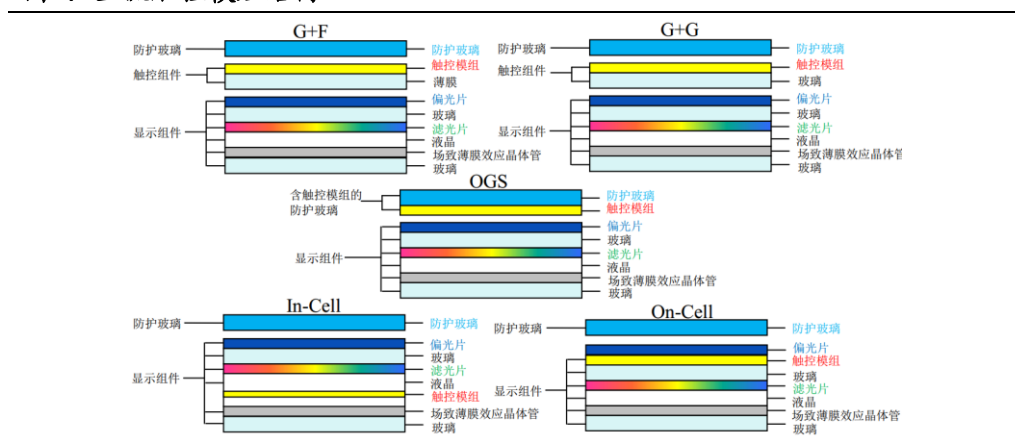 G+F
防护玻璃
防护玻璃
触控组件
触控模组
薄膜
显示组件
偏光片
玻璃
滤光片
液晶
场致薄膜效应晶体管
玻璃
G+G
防护玻璃
防护玻璃
触控组件
触控模组
玻璃
显示组件
偏光片
玻璃
滤光片
液晶
场致薄膜效应晶体管
玻璃
OGS
含触控模组的
防护玻璃
防护玻璃
触控模组
显示组件
偏光片
玻璃
滤光片
液晶
场致薄膜效应晶体管
玻璃
In-Cell
防护玻璃
防护玻璃
显示组件
偏光片
玻璃
滤光片
液晶
触控模组
场致薄膜效应晶体管
玻璃
On-Cell
防护玻璃
防护玻璃
显示组件
偏光片
触控模组
玻璃
滤光片
液晶
场致薄膜效应晶体管
玻璃